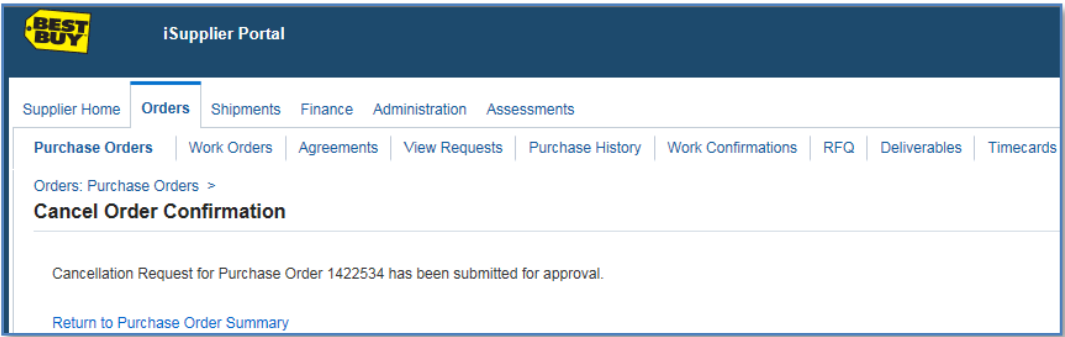 BEST
BUY
iSupplier Portal
Supplier Home Orders Shipments Finance Administration Assessments
Purchase Orders Work Orders Agreements View Requests Purchase History Work Confirmations RFQ Deliverables Timecards
Orders: Purchase Orders >
Cancel Order Confirmation
Cancellation Request for Purchase Order 1422534 has been submitted for approval.
Return to Purchase Order Summary